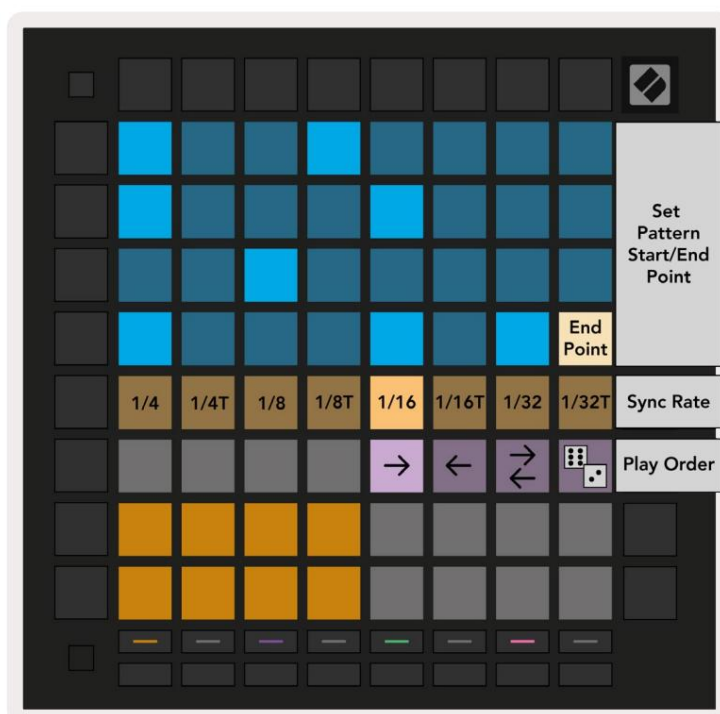 Set
Pattern
Start/End
Point
End
Point
1/4 1/4T 1/8 1/8T 1/16 1/16T 1/32 1/32T Sync Rate
→ ← → ← Play Order